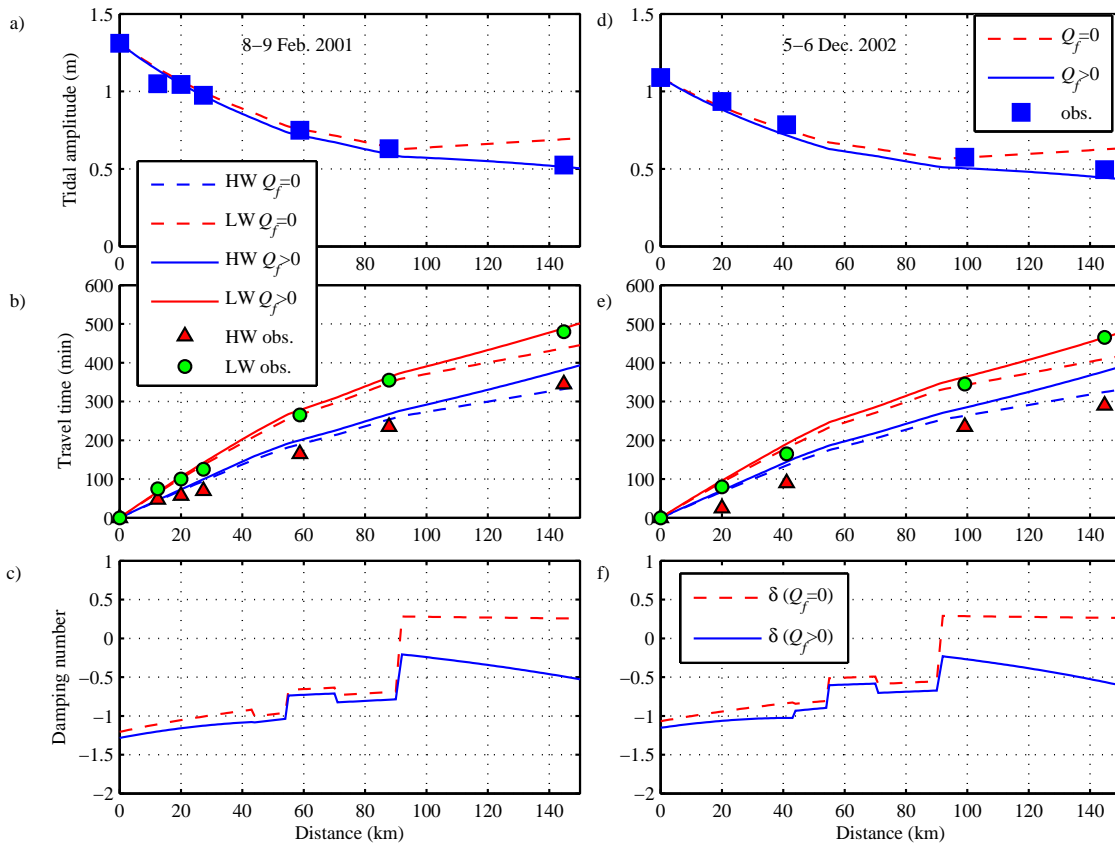 a)
8−9 Feb. 2001
Tidal amplitude (m)
1.5
1
0.5
0
0 20 40 60 80 100 120 140
HW Q_f=0
LW Q_f=0
HW Q_f>0
LW Q_f>0
HW obs.
LW obs.
b)
Travel time (min)
600
500
400
300
200
100
0
0 20 40 60 80 100 120 140
c)
Damping number
1
0.5
0
−0.5
−1
−1.5
−2
0 20 40 60 80 100 120 140
Distance (km)
d)
5−6 Dec. 2002
Q_f=0
Q_f>0
obs.
1.5
1
0.5
0
0 20 40 60 80 100 120 140
e)
600
500
400
300
200
100
0
0 20 40 60 80 100 120 140
f)
δ (Q_f=0)
δ (Q_f>0)
1
0.5
0
−0.5
−1
−1.5
−2
0 20 40 60 80 100 120 140
Distance (km)